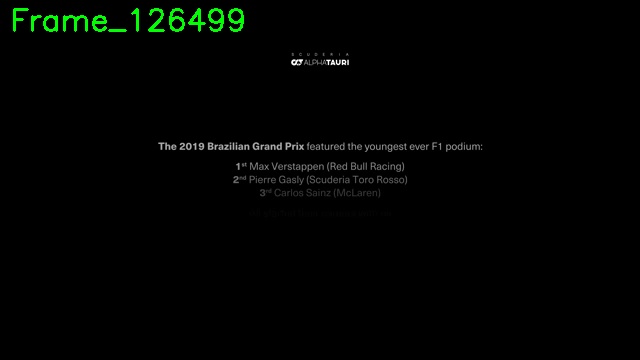 Frame_126499
SCUDERIA
ALPHATAURI
The 2019 Brazilian Grand Prix featured the youngest ever F1 podium:
1st Max Verstappen (Red Bull Racing)
2nd Pierre Gasly (Scuderia Toro Rosso)
3rd Carlos Sainz (McLaren)